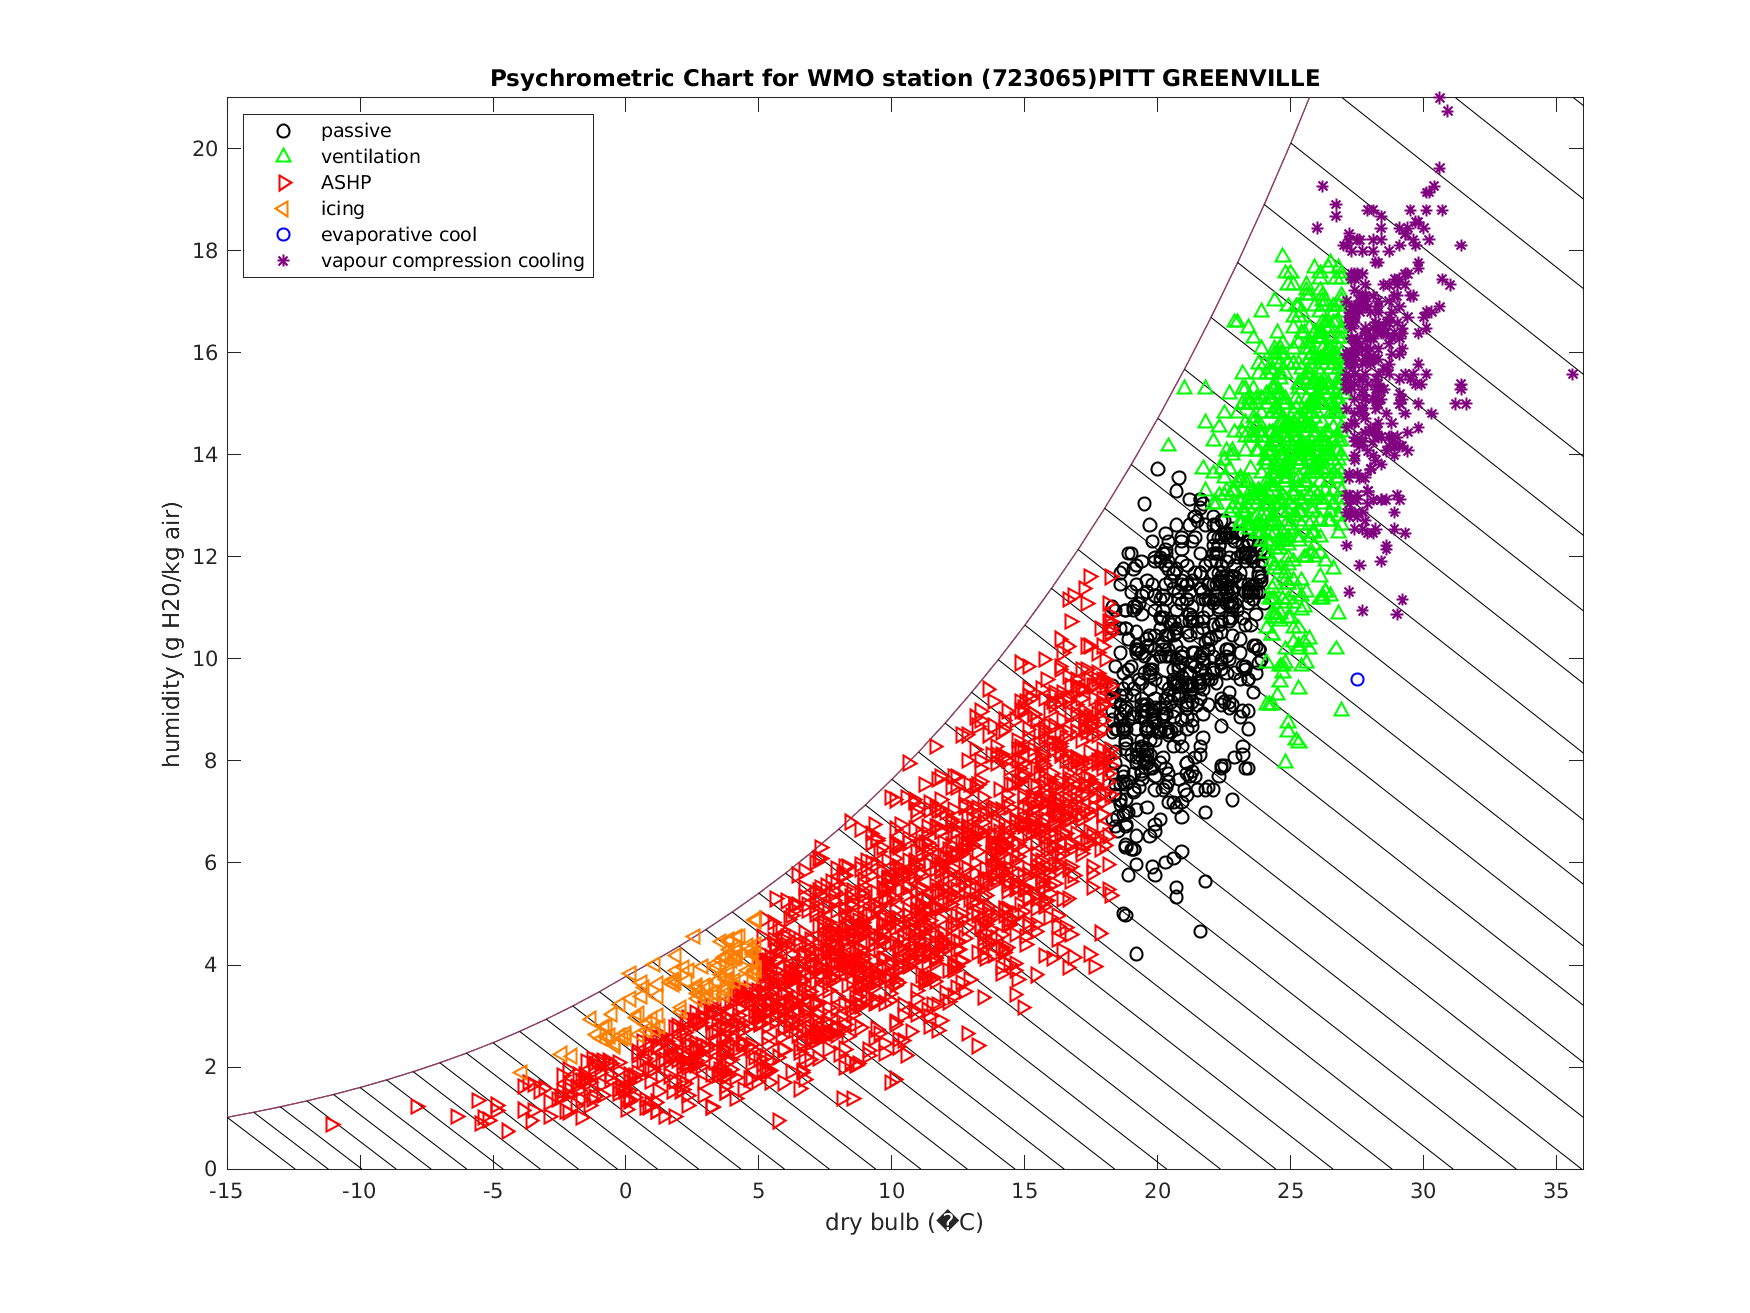 Psychrometric Chart for WMO station (723065)PITT GREENVILLE
passive
ventilation
ASHP
icing
evaporative cool
vapour compression cooling
humidity (g H20/kg air)
20
18
16
14
12
10
8
6
4
2
0
-15 -10 -5 0 5 10 15 20 25 30 35
dry bulb (�C)